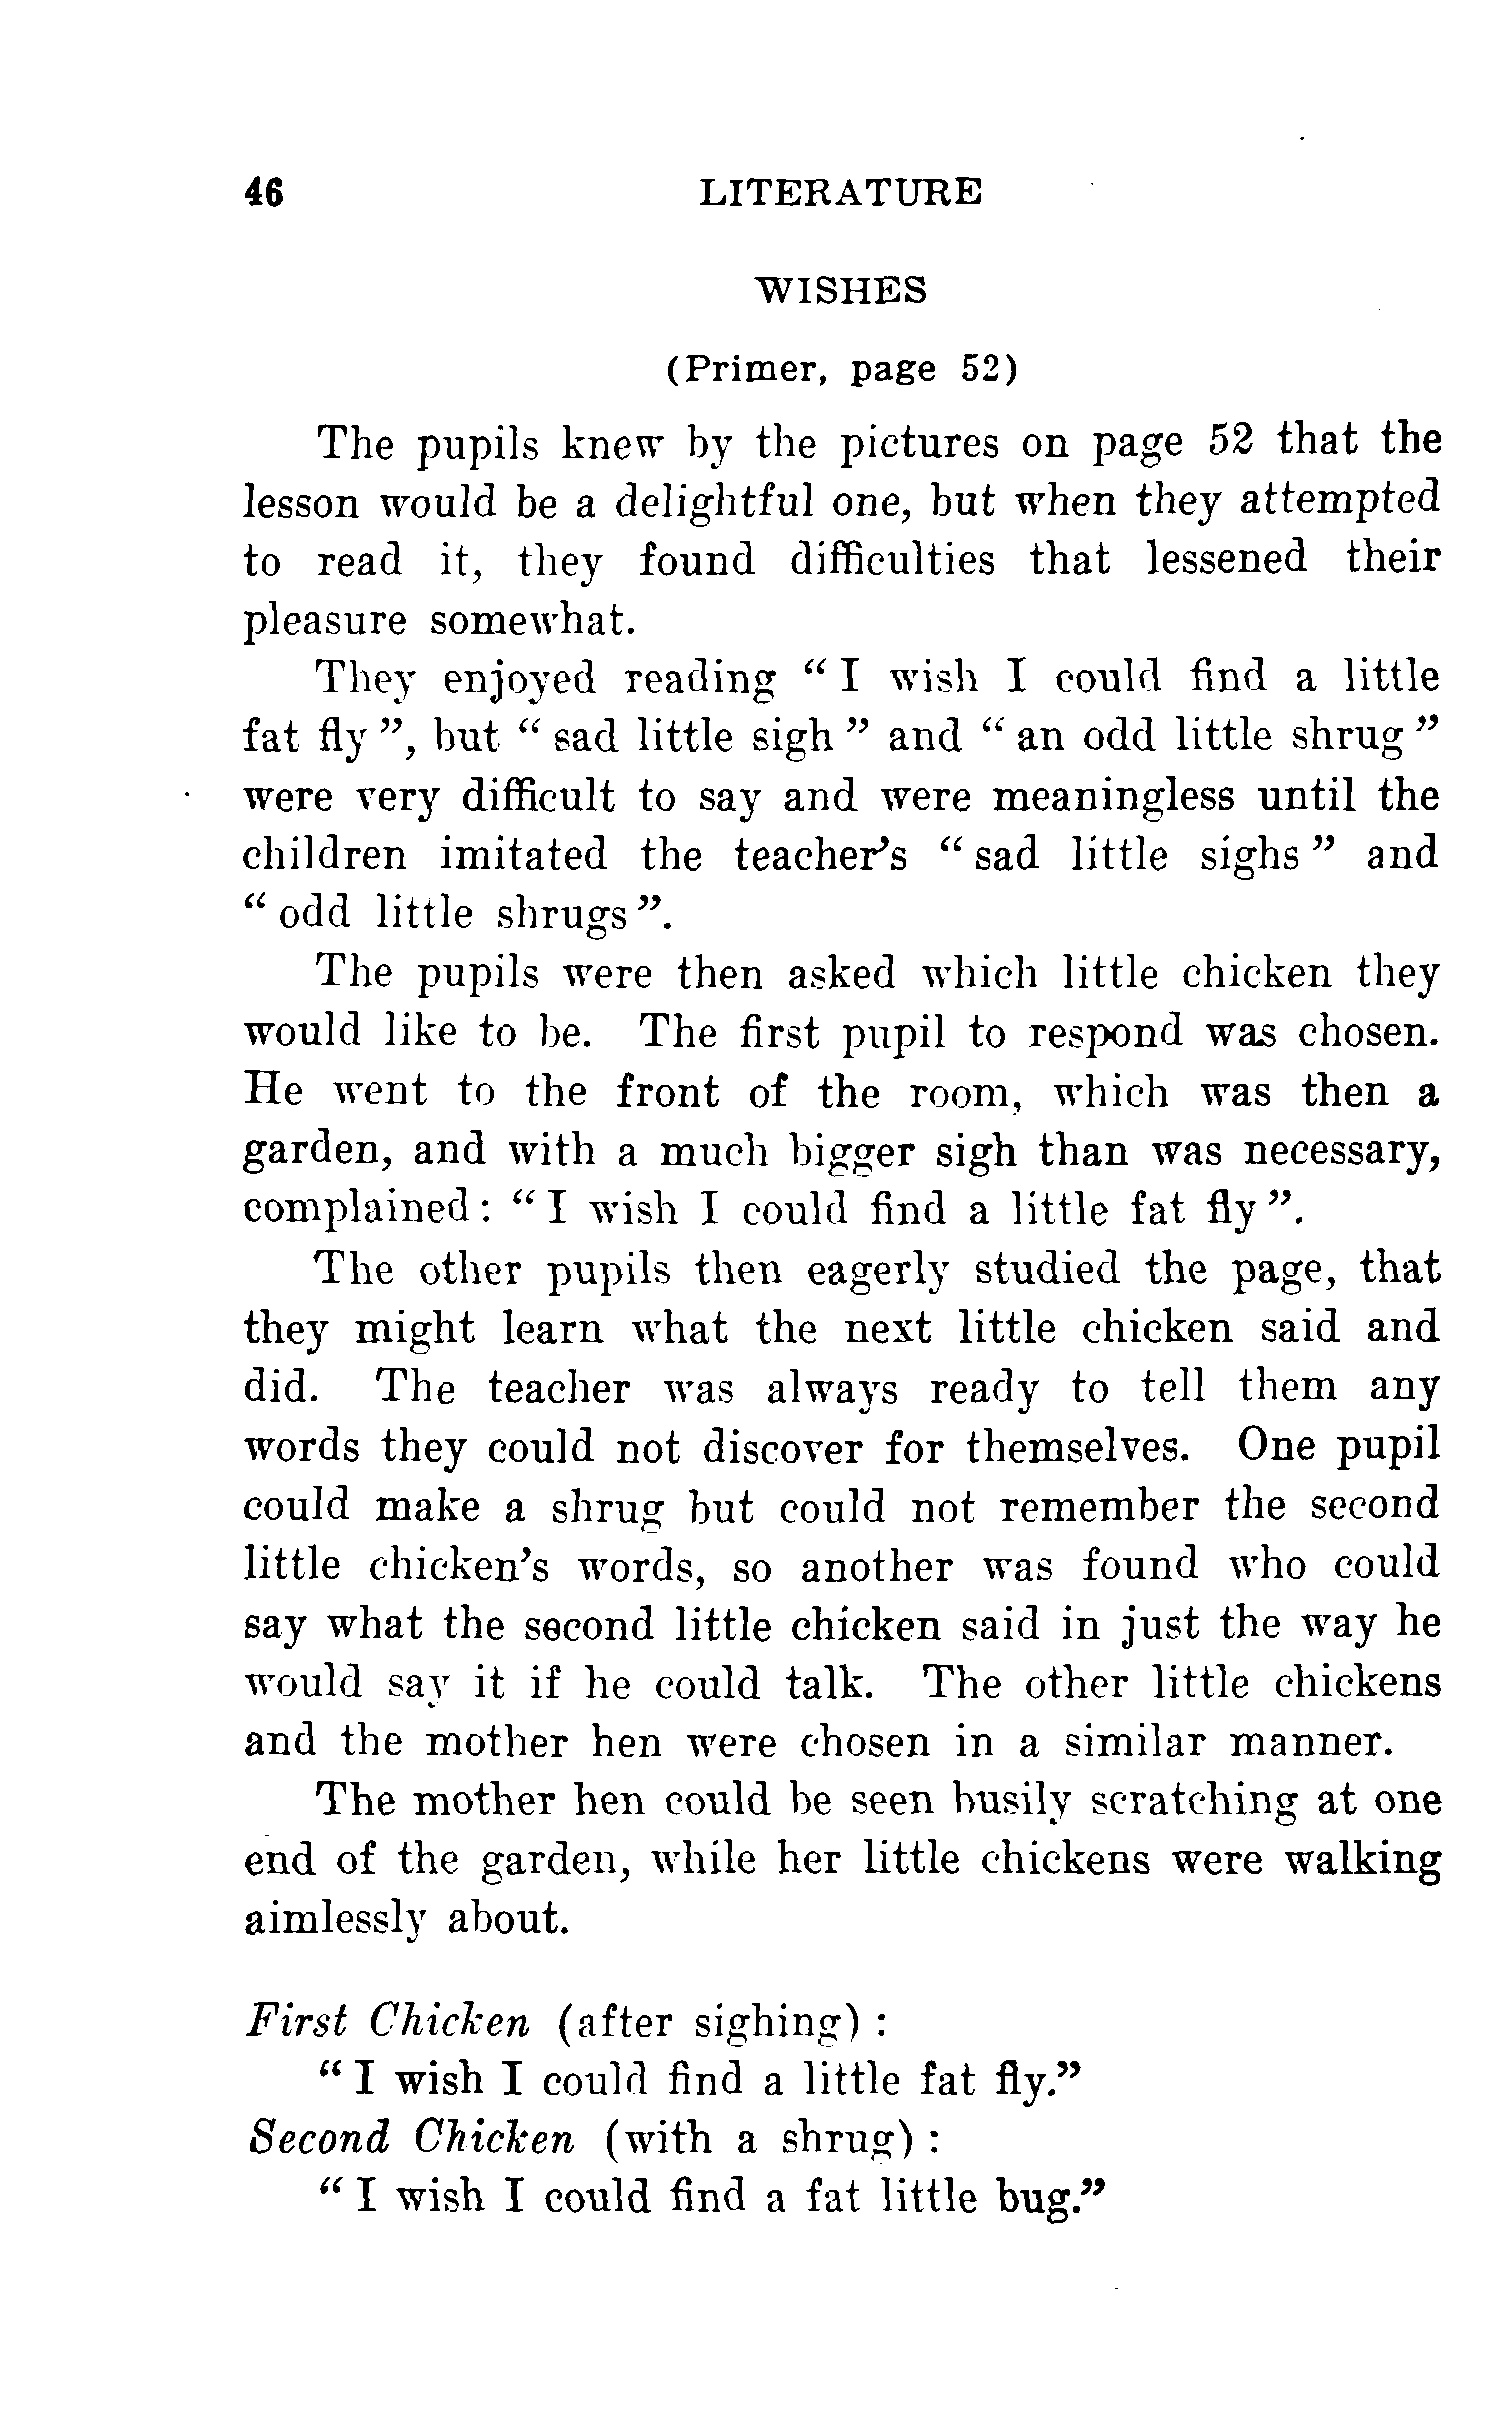 46 LITERATURE
WISHES
(Primer, page 52)
The pupils knew by the pictures on page 52 that the
lesson would be a delightful one, but when they attempted
to read it, they found difficulties that lessened their
pleasure somewhat.
They enjoyed reading “ I wish I could find a little
fat fly ”, but “ sad little sigh ” and “ an odd little shrug ”
were very difficult to say and were meaningless until the
children imitated the teacher’s “ sad little sighs ” and
“ odd little shrugs ”.
The pupils were then asked which little chicken they
would like to be. The first pupil to respond was chosen.
He went to the front of the room, which was then a
garden, and with a much bigger sigh than was necessary,
complained : “ I wish I could find a little fat fly ”.
The other pupils then eagerly studied the page, that
they might learn what the next little chicken said and
did. The teacher was always ready to tell them any
words they could not discover for themselves. One pupil
could make a shrug but could not remember the second
little chicken’s words, so another was found who could
say what the second little chicken said in just the way he
would say it if he could talk. The other little chickens
and the mother hen were chosen in a similar manner.
The mother hen could be seen busily scratching at one
end of the garden, while her little chickens were walking
aimlessly about.
First Chicken (after sighing) :
“ I wish I could find a little fat fly.”
Second Chicken (with a shrug) :
“ I wish I could find a fat little bug.”